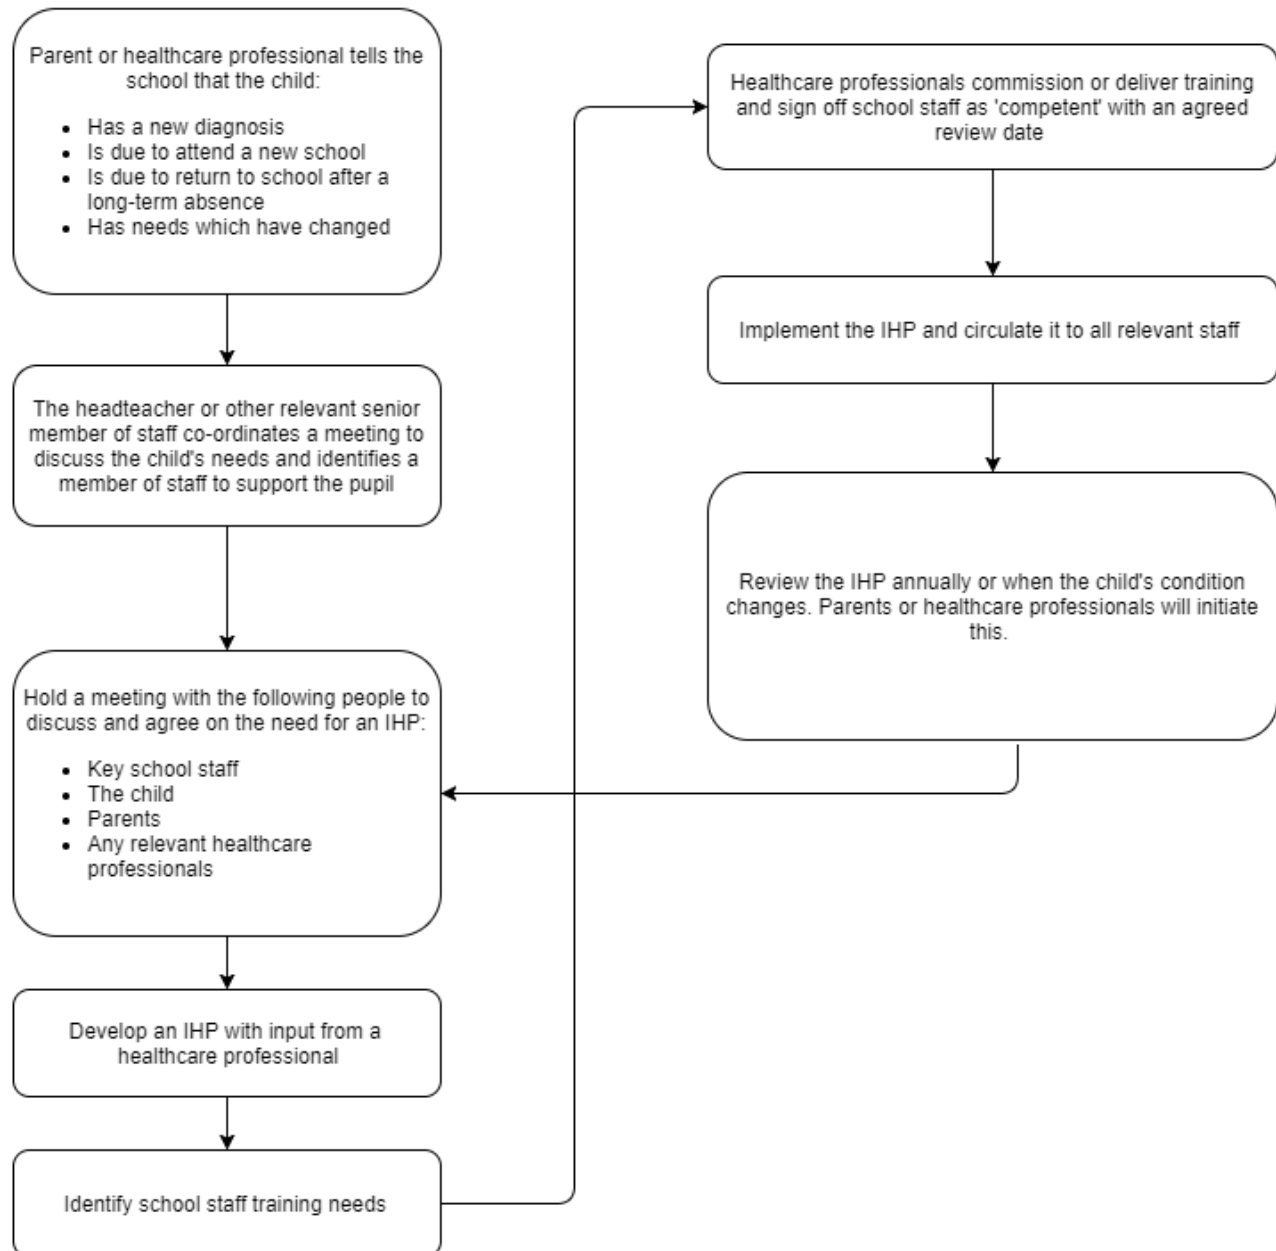 Parent or healthcare professional tells the
school that the child:
• Has a new diagnosis
• Is due to attend a new school
• Is due to return to school after a
long-term absence
• Has needs which have changed
The headteacher or other relevant senior
member of staff co-ordinates a meeting to
discuss the child's needs and identifies a
member of staff to support the pupil
Hold a meeting with the following people to
discuss and agree on the need for an IHP:
• Key school staff
• The child
• Parents
• Any relevant healthcare
professionals
Develop an IHP with input from a
healthcare professional
Identify school staff training needs
Healthcare professionals commission or deliver training
and sign off school staff as 'competent' with an agreed
review date
Implement the IHP and circulate it to all relevant staff
Review the IHP annually or when the child's condition
changes. Parents or healthcare professionals will initiate
this.